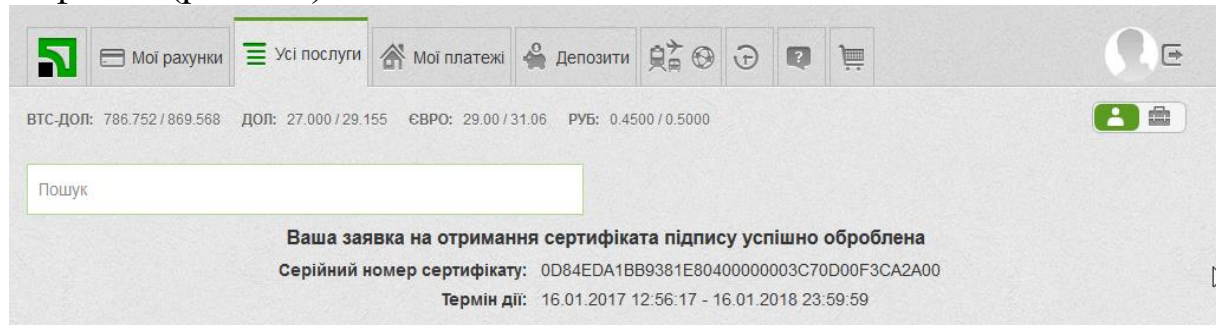 Мої рахунки Усі послуги Мої платежі Депозити
ВТС-ДОЛ: 786.752 / 869.568 ДОЛ: 27.000 / 29.155 ЄВРО: 29.00 / 31.06 РУБ: 0.4500 / 0.5000
Пошук
Ваша заявка на отримання сертифіката підпису успішно оброблена
Серійний номер сертифікату: 0D84EDA1BB9381E80400000003C70D00F3CA2A00
Термін дії: 16.01.2017 12:56:17 - 16.01.2018 23:59:59